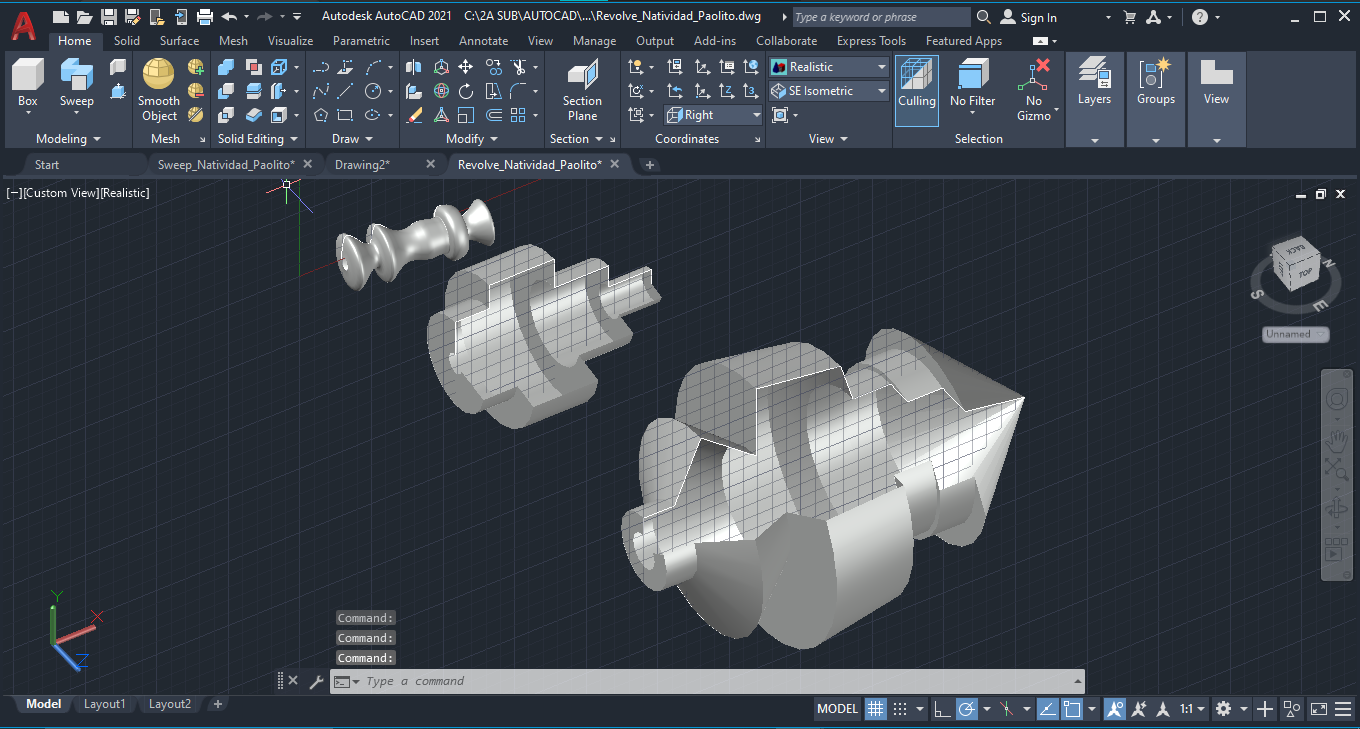 Autodesk AutoCAD 2021 C:\2A SUB\AUTOCAD\...\Revolve_Natividad_Paolito.dwg Type a keyword or phrase Sign In
Home Solid Surface Mesh Visualize Parametric Insert Annotate View Manage Output Add-ins Collaborate Express Tools Featured Apps
Realistic
SE Isometric
Box Sweep Smooth Object Section Plane Right Culling No Filter No Gizmo Layers Groups View
Modeling Mesh Solid Editing Draw Modify Section Coordinates View Selection
Start Sweep_Natividad_Paolito* Drawing2* Revolve_Natividad_Paolito*
[−][Custom View][Realistic]
BACK
TOP
N
S
E
Unnamed
Y
X
Z
Command:
Command:
Command:
Type a command
Model Layout1 Layout2 +
MODEL 1:1